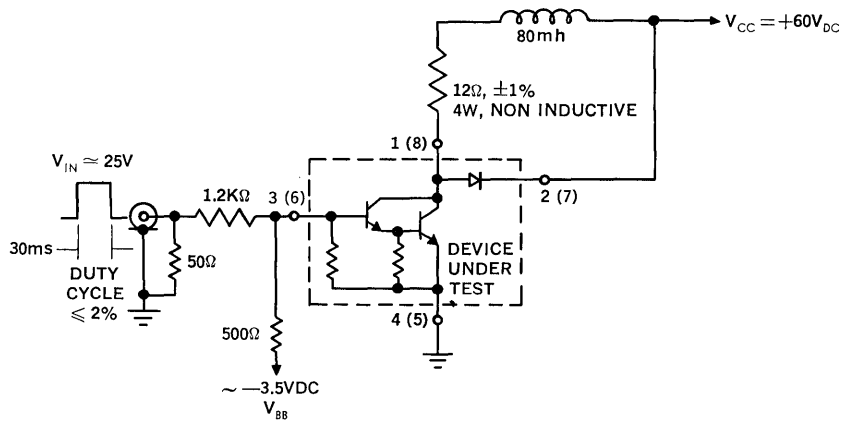 80mh
V_CC = +60V_DC
12Ω, ±1%
4W, NON INDUCTIVE
1 (8)
V_IN ≃ 25V
1.2KΩ
3 (6)
2 (7)
30ms
DUTY
CYCLE
⩽ 2%
50Ω
DEVICE
UNDER
TEST
4 (5)
500Ω
~ —3.5VDC
V_BB